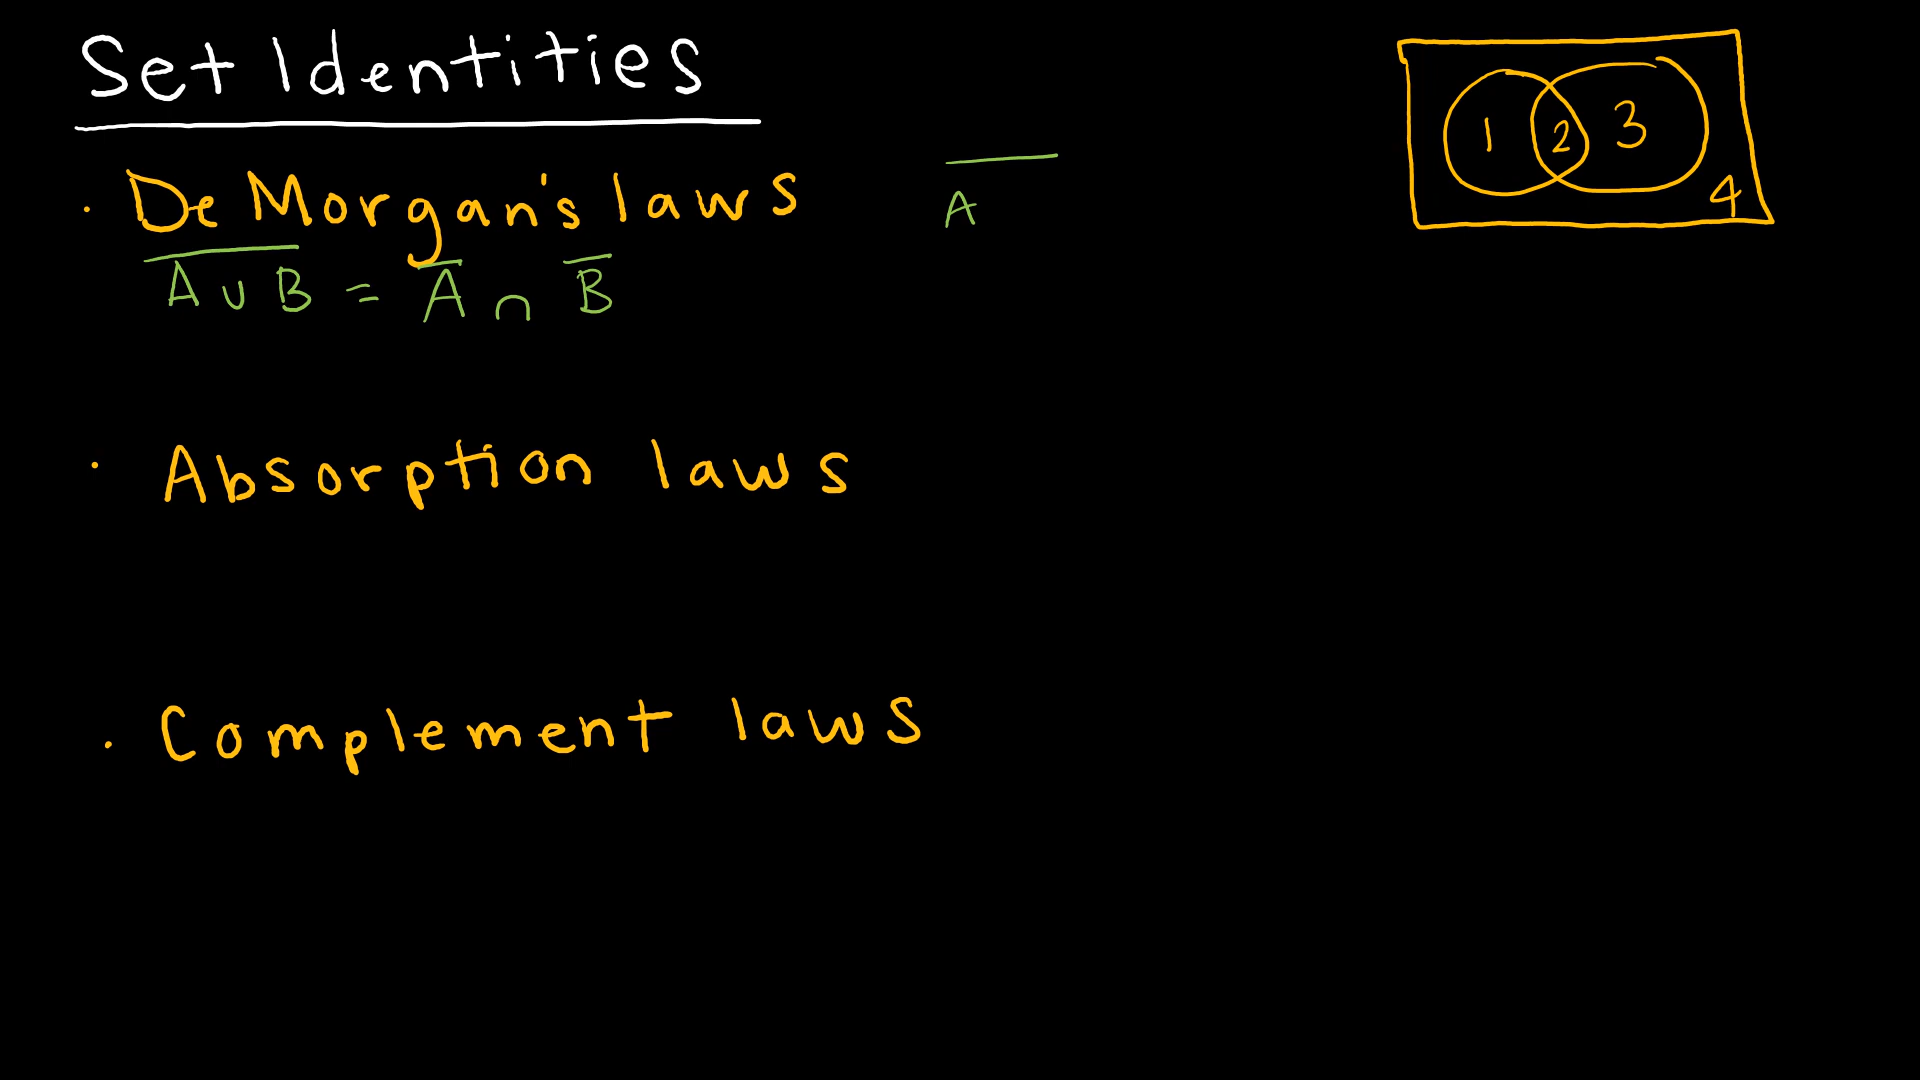 Set Identities
· De Morgan's laws
A̅ ̅∪̅ ̅B̅ = A̅ ∩ B̅
A
· Absorption laws
· Complement laws
1 2 3
4